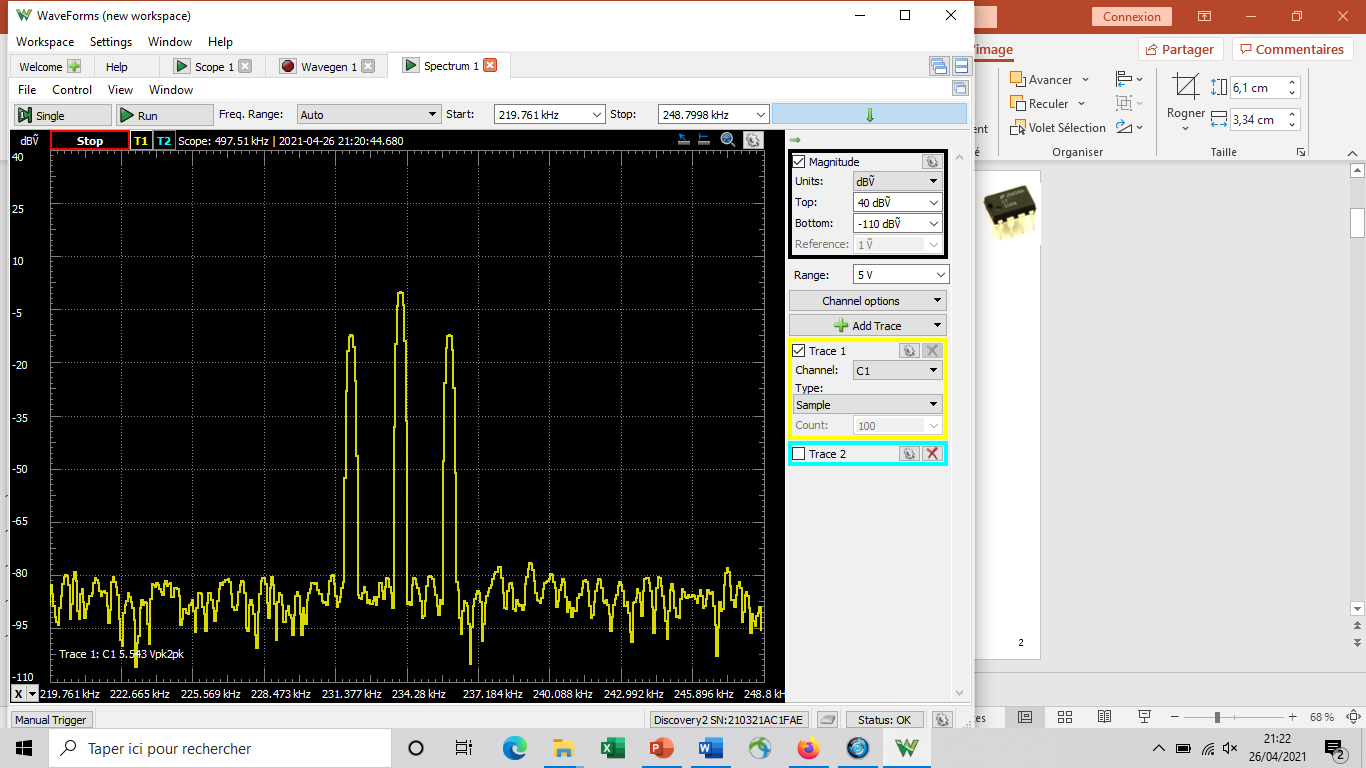 WaveForms (new workspace)
Connexion
Workspace Settings Window Help
l'image
Partager
Commentaires
Welcome Help Scope 1 Wavegen 1 Spectrum 1
Avancer
6,1 cm
File Control View Window
Reculer
Rogner
Single Run Freq. Range: Auto Start: 219.761 kHz Stop: 248.7998 kHz
Volet Sélection
3,34 cm
Organiser
Taille
dBṼ Stop T1 T2 Scope: 497.51 kHz | 2021-04-26 21:20:44.680
40
25
10
-5
-20
-35
-50
-65
-80
-95
-110
Trace 1: C1 5.543 Vpk2pk
X 219.761 kHz 222.665 kHz 225.569 kHz 228.473 kHz 231.377 kHz 234.28 kHz 237.184 kHz 240.088 kHz 242.992 kHz 245.896 kHz 248.8 kH
Magnitude
Units: dBṼ
Top: 40 dBṼ
Bottom: -110 dBṼ
Reference: 1 Ṽ
Range: 5 V
Channel options
Add Trace
Trace 1
Channel: C1
Type:
Sample
Count: 100
Trace 2
2
Manual Trigger
Discovery2 SN:210321AC1FAE
Status: OK
68 %
Taper ici pour rechercher
21:22
26/04/2021
2